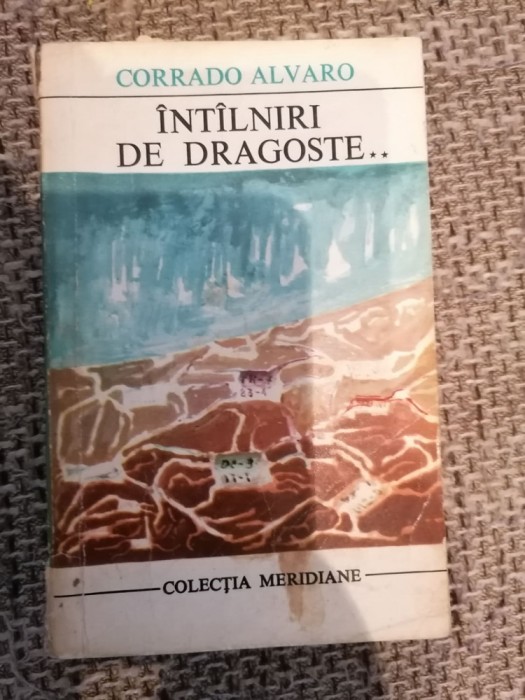 CORRADO ALVARO
ÎNTÎLNIRI
DE DRAGOSTE**
COLECȚIA MERIDIANE